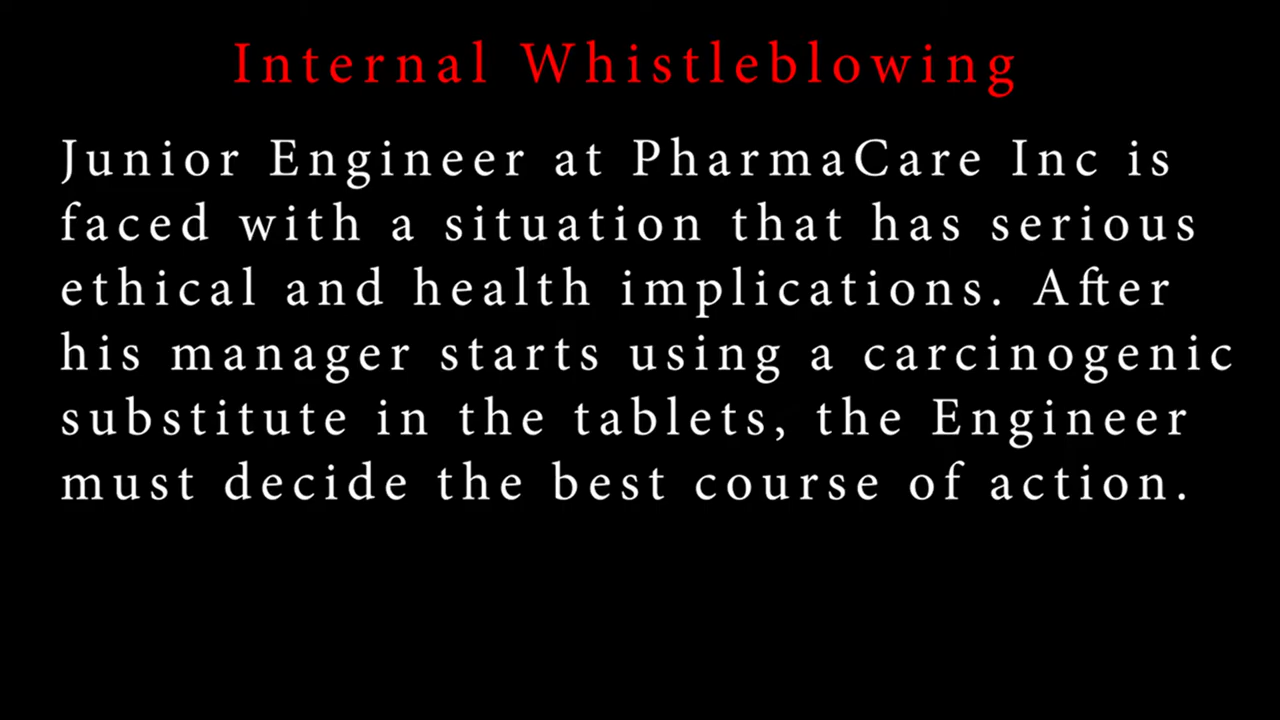 Internal Whistleblowing
Junior Engineer at PharmaCare Inc is
faced with a situation that has serious
ethical and health implications. After
his manager starts using a carcinogenic
substitute in the tablets, the Engineer
must decide the best course of action.